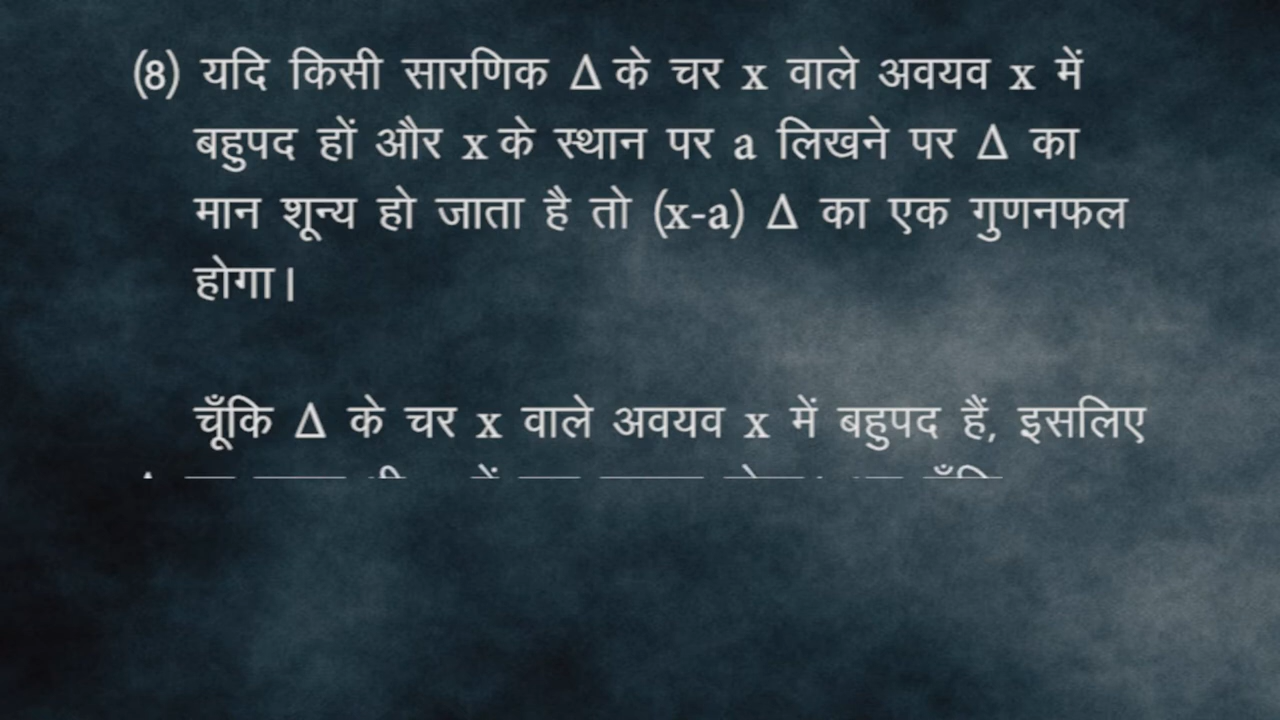 (8) यदि किसी सारणिक Δ के चर x वाले अवयव x में
बहुपद हों और x के स्थान पर a लिखने पर Δ का
मान शून्य हो जाता है तो (x-a) Δ का एक गुणनफल
होगा।
चूँकि Δ के चर x वाले अवयव x में बहुपद हैं, इसलिए